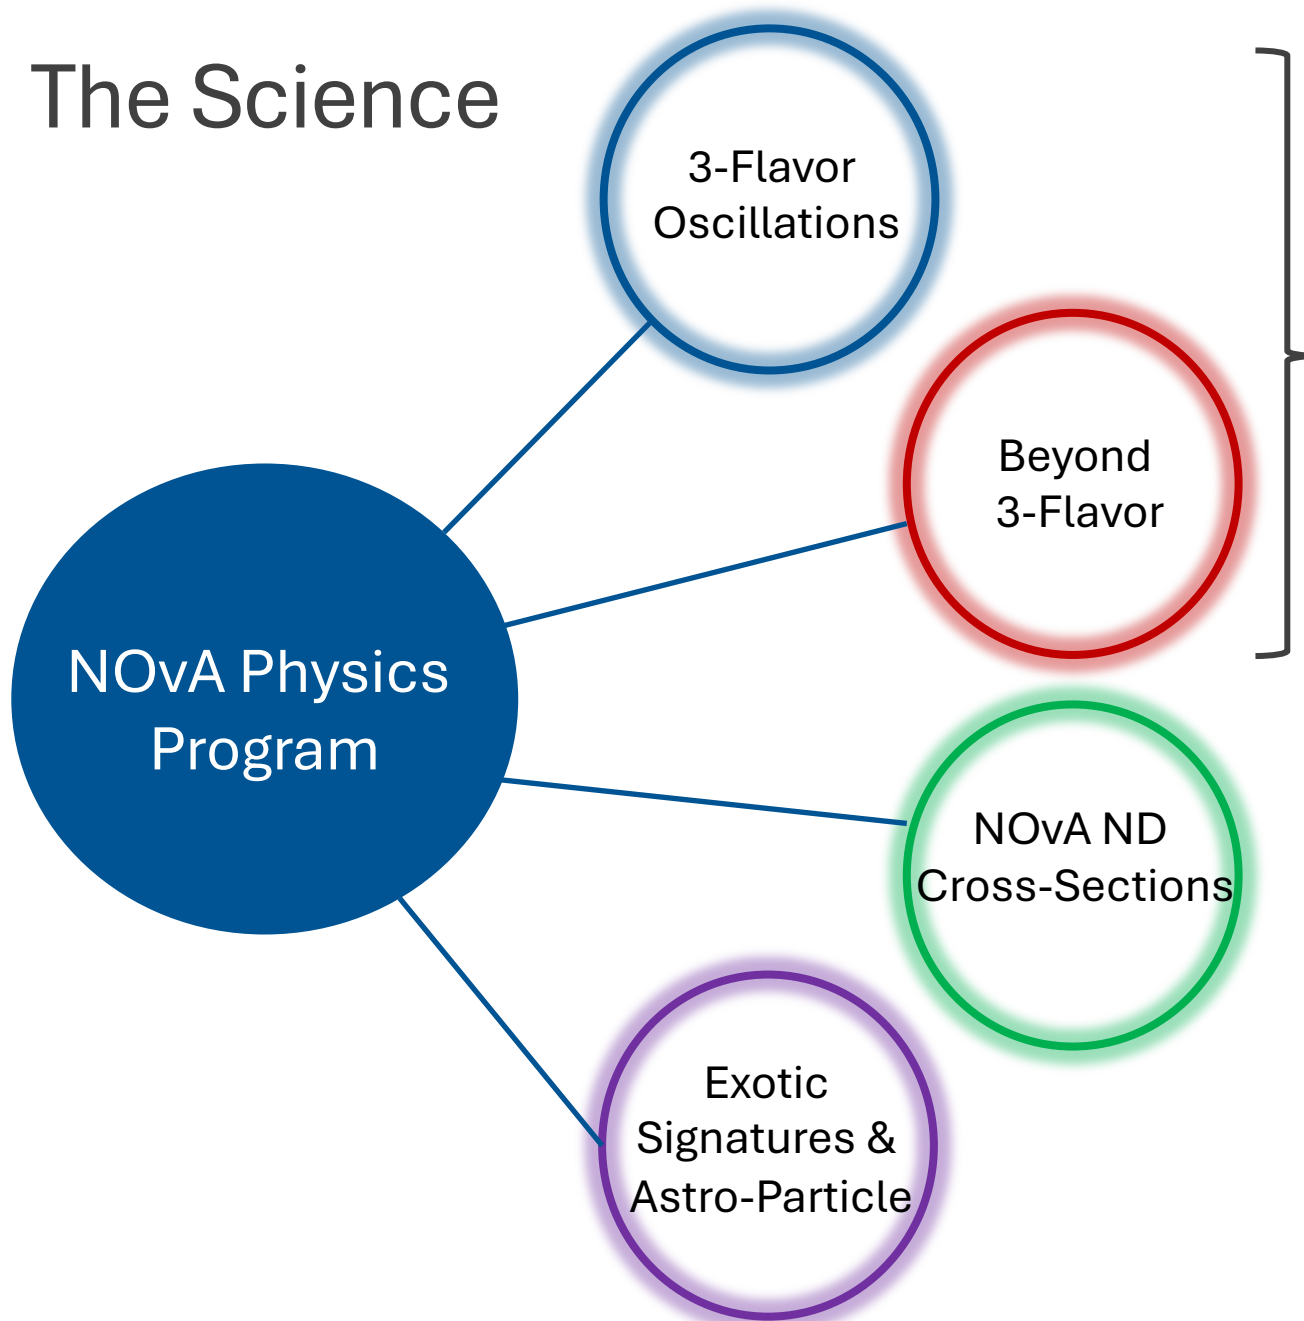 The Science
3-Flavor
Oscillations
Beyond
3-Flavor
NOvA Physics
Program
NOvA ND
Cross-Sections
Exotic
Signatures &
Astro-Particle